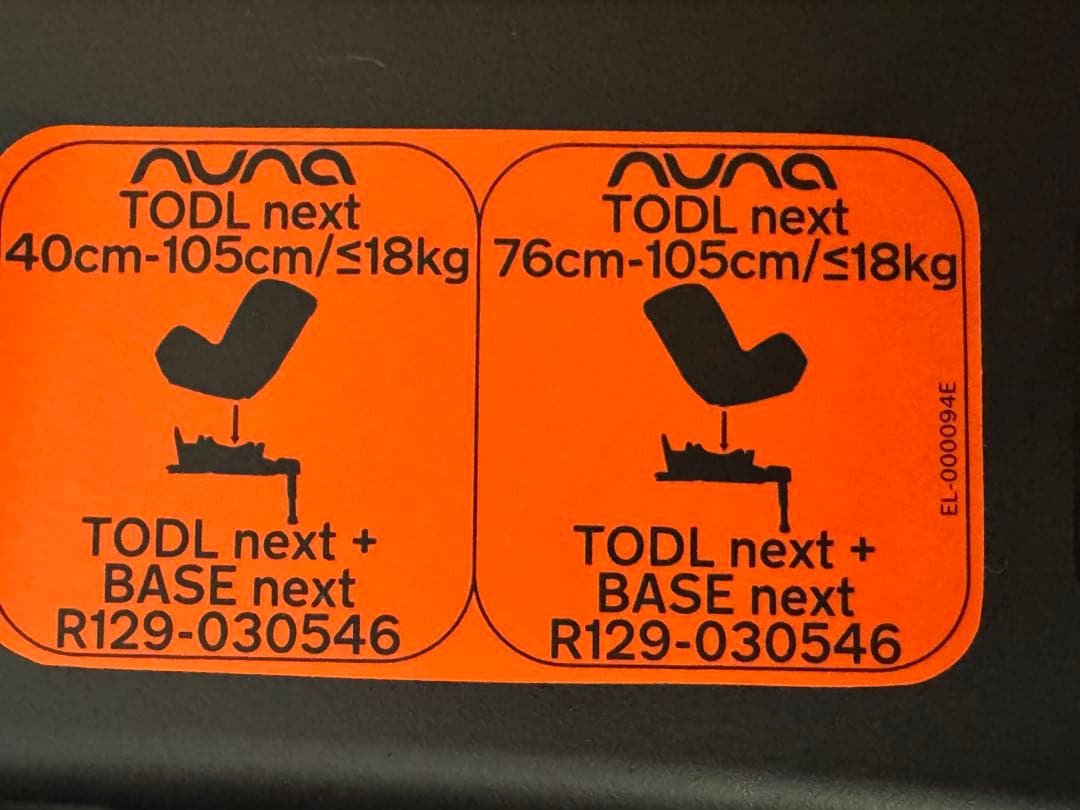 nuna
TODL next
40cm-105cm/≤18kg
TODL next +
BASE next
R129-030546
nuna
TODL next
76cm-105cm/≤18kg
TODL next +
BASE next
R129-030546
EL-000094E